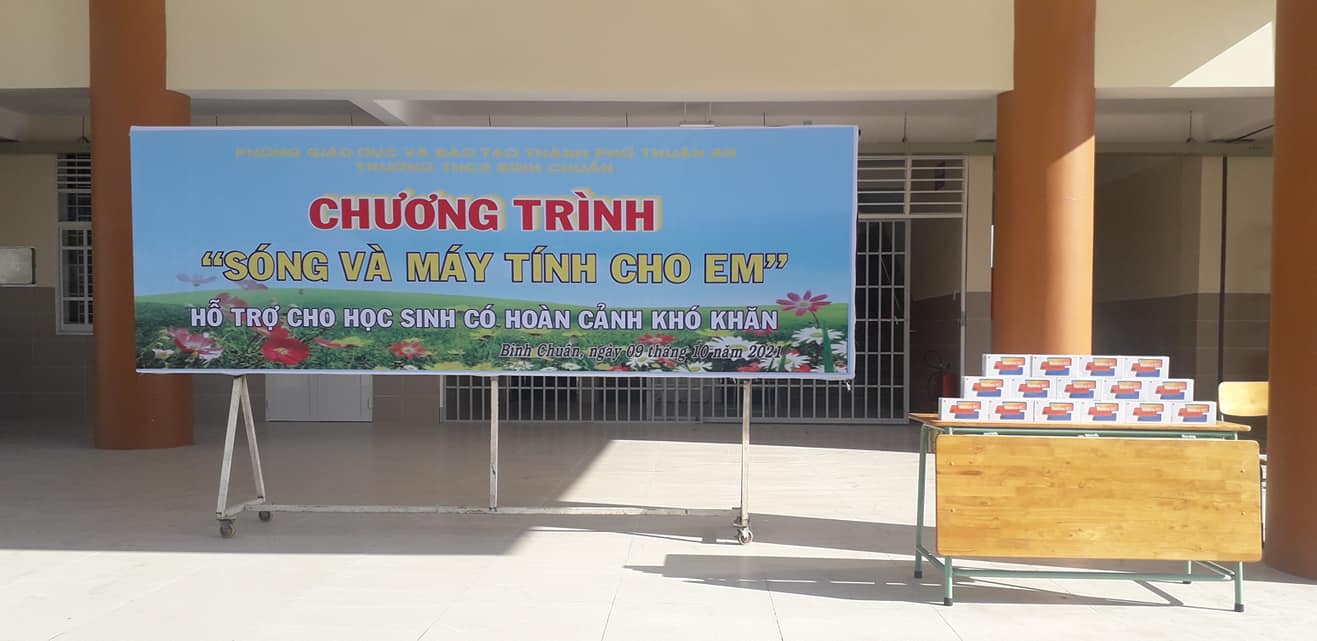 PHÒNG GIÁO DỤC VÀ ĐÀO TẠO THÀNH PHỐ THUẬN AN
TRƯỜNG THCS BÌNH CHUẨN
CHƯƠNG TRÌNH
“SÓNG VÀ MÁY TÍNH CHO EM”
HỖ TRỢ CHO HỌC SINH CÓ HOÀN CẢNH KHÓ KHĂN
Bình Chuẩn, ngày 09 tháng 10 năm 2021